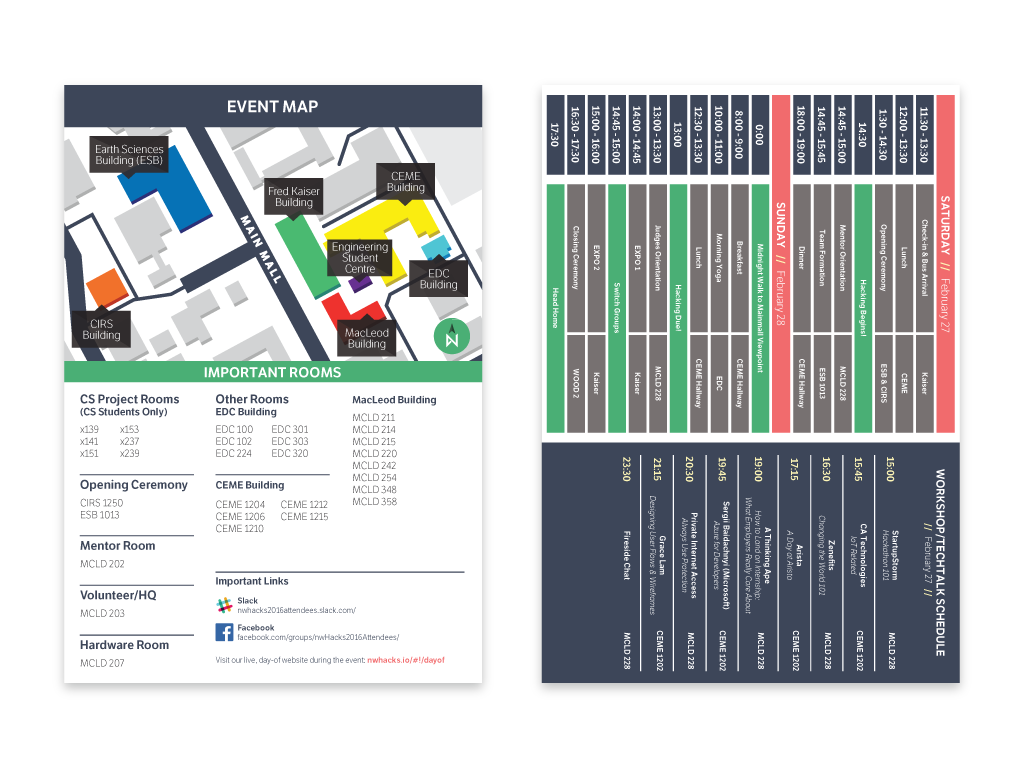 EVENT MAP
Earth Sciences
Building (ESB)
Fred Kaiser
Building
CEME
Building
MAIN MALL
Engineering
Student
Centre
EDC
Building
CIRS
Building
MacLeod
Building
N
IMPORTANT ROOMS
CS Project Rooms
(CS Students Only)
x139 x153
x141 x237
x151 x239
Opening Ceremony
CIRS 1250
ESB 1013
Mentor Room
MCLD 202
Volunteer/HQ
MCLD 203
Hardware Room
MCLD 207
Other Rooms
EDC Building
EDC 100 EDC 301
EDC 102 EDC 303
EDC 224 EDC 320
CEME Building
CEME 1204 CEME 1212
CEME 1206 CEME 1215
CEME 1210
MacLeod Building
MCLD 211
MCLD 214
MCLD 215
MCLD 220
MCLD 242
MCLD 254
MCLD 348
MCLD 358
Important Links
Slack
nwhacks2016attendees.slack.com/
Facebook
facebook.com/groups/nwHacks2016Attendees/
Visit our live, day-of website during the event: nwhacks.io/#!/dayof
SATURDAY // February 27
11:30 - 13:30 Check-in & Bus Arrival Kaiser
12:00 - 13:30 Lunch CEME
1:30 - 14:30 Opening Ceremony ESB & CIRS
14:30 Hacking Begins!
14:45 - 15:00 Mentor Orientation MCLD 228
14:45 - 15:45 Team Formation ESB 1013
18:00 - 19:00 Dinner CEME Hallway
SUNDAY // February 28
0:00 Midnight Walk to Mainmall Viewpoint
8:00 - 9:00 Breakfast CEME Hallway
10:00 - 11:00 Morning Yoga EDC
12:30 - 13:30 Lunch CEME Hallway
13:00 Hacking Due!
13:00 - 13:30 Judges Orientation MCLD 228
14:00 - 14:45 EXPO 1 Kaiser
14:45 - 15:00 Switch Groups
15:00 - 16:00 EXPO 2 Kaiser
16:30 - 17:30 Closing Ceremony WOOD 2
17:30 Head Home
WORKSHOP/TECHTALK SCHEDULE
// February 27 //
15:00 StartupStorm MCLD 228
Hackathon 101
15:45 CA Technologies CEME 1202
IoT Related
16:30 Zenefits MCLD 228
Changing the World 101
17:15 Arista CEME 1202
A Day at Arista
19:00 A Thinking Ape MCLD 228
How to Land an Internship:
What Employers Really Care About
19:45 Sergii Baidachnyi (Microsoft) CEME 1202
Azure for Developers
20:30 Private Internet Access MCLD 228
Always Use Protection
21:15 Grace Lam CEME 1202
Designing User Flows & Wireframes
23:30 Fireside Chat MCLD 228